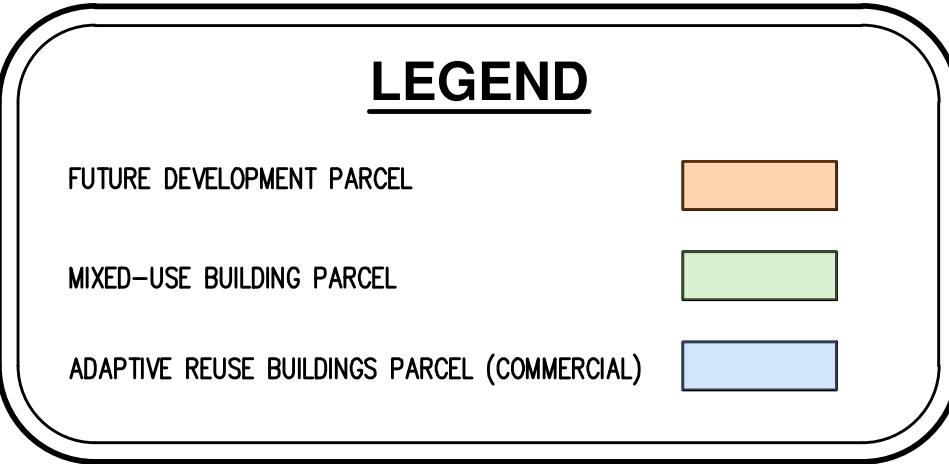 LEGEND
FUTURE DEVELOPMENT PARCEL
MIXED-USE BUILDING PARCEL
ADAPTIVE REUSE BUILDINGS PARCEL (COMMERCIAL)